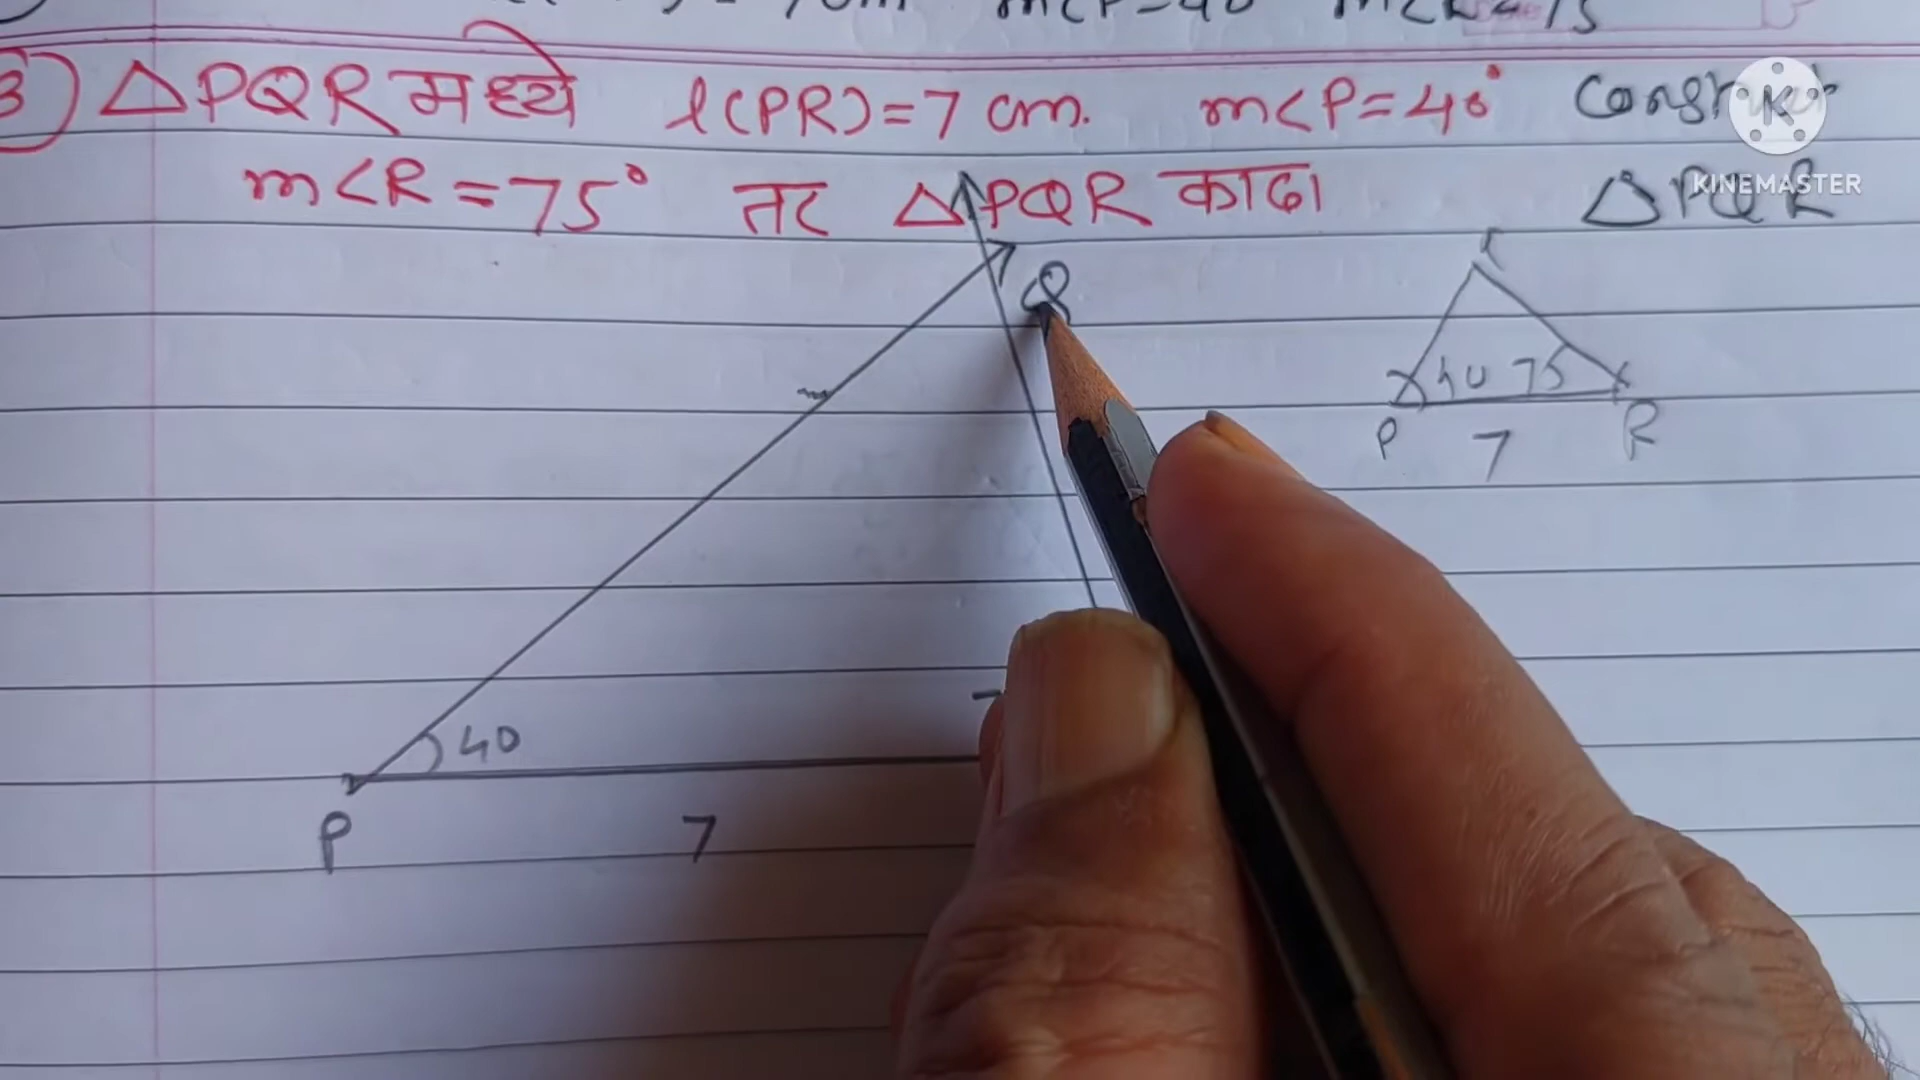 3) △PQR मध्ये l(PR)=7 cm. m<P=40° Construct
m<R=75° तर △PQR काढा △PQR
K
KINEMASTER
Q
40 75
P 7 R
40
P 7